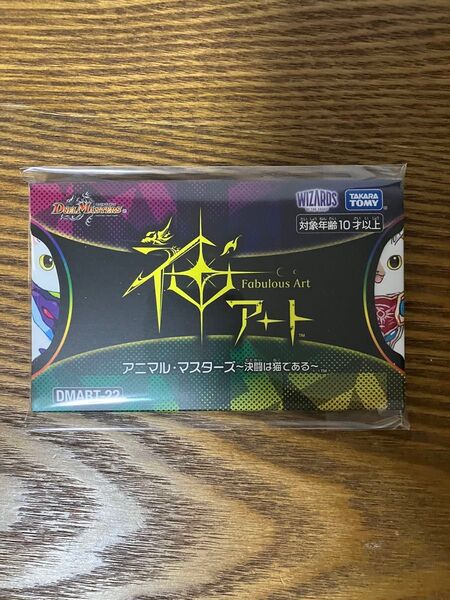 DUEL MASTERS
WIZARDS
TAKARA TOMY
対象年齢10才以上
神アート
Fabulous Art
アニマル・マスターズ~決闘は猫である~
DMART-22